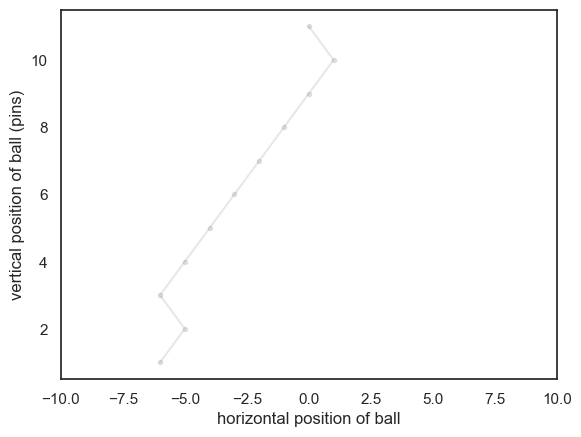 vertical position of ball (pins)
10
8
6
4
2
−10.0 −7.5 −5.0 −2.5 0.0 2.5 5.0 7.5 10.0
horizontal position of ball